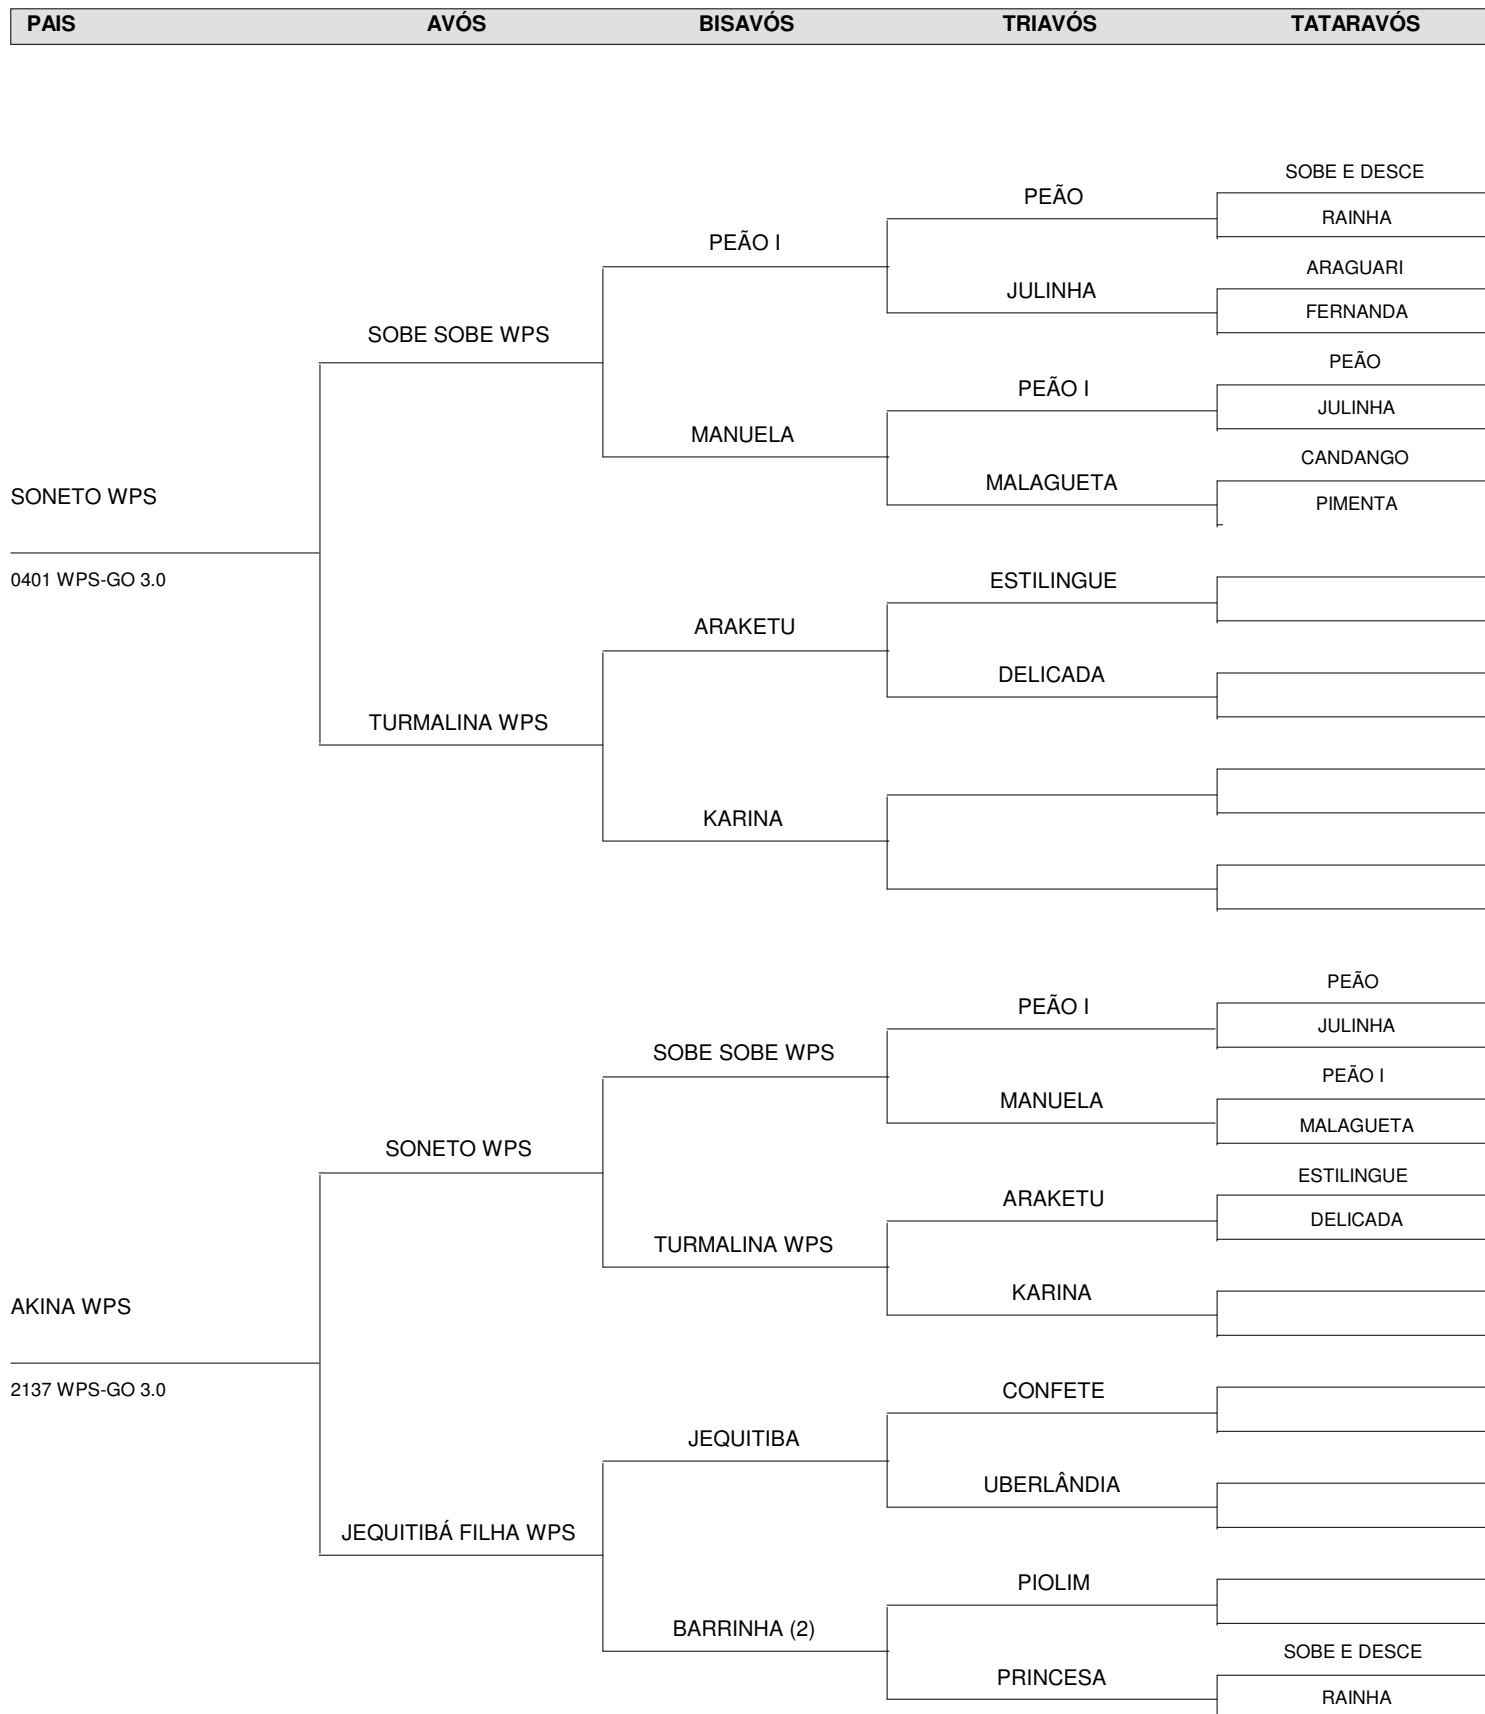 PAIS AVÓS BISAVÓS TRIAVÓS TATARAVÓS
SOBE E DESCE
PEÃO
RAINHA
PEÃO I
ARAGUARI
JULINHA
FERNANDA
SOBE SOBE WPS
PEÃO
PEÃO I
JULINHA
MANUELA
CANDANGO
MALAGUETA
SONETO WPS
PIMENTA
0401 WPS-GO 3.0
ESTILINGUE
ARAKETU
DELICADA
TURMALINA WPS
KARINA
PEÃO
PEÃO I
JULINHA
SOBE SOBE WPS
PEÃO I
MANUELA
MALAGUETA
SONETO WPS
ESTILINGUE
ARAKETU
DELICADA
TURMALINA WPS
KARINA
AKINA WPS
2137 WPS-GO 3.0
CONFETE
JEQUITIBA
UBERLÂNDIA
JEQUITIBÁ FILHA WPS
PIOLIM
BARRINHA (2)
SOBE E DESCE
PRINCESA
RAINHA